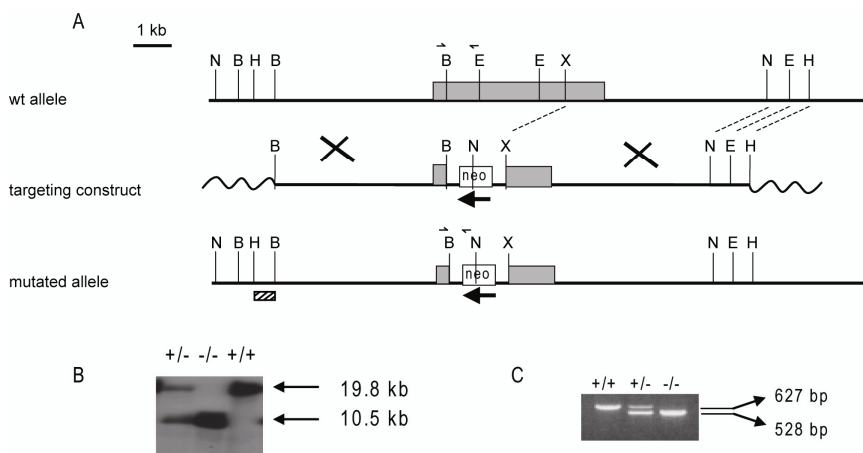 A
1 kb
N B H B B E E X N E H
wt allele
B B N X N E H
neo
targeting construct
N B H B B N X N E H
neo
mutated allele
B
+/- -/- +/+
19.8 kb
10.5 kb
C
+/+ +/- -/-
627 bp
528 bp